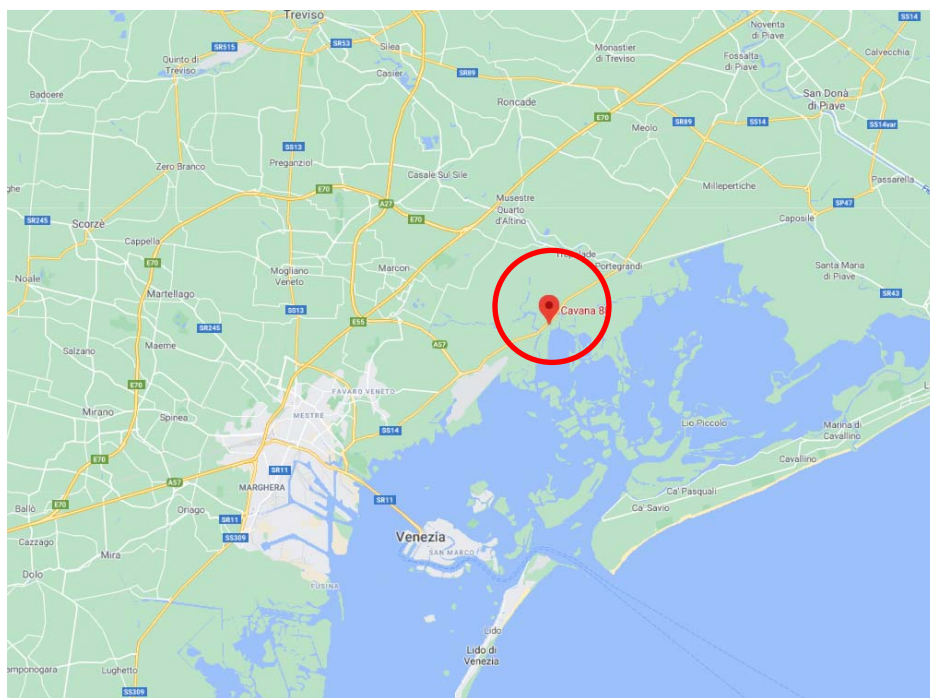 Treviso
Noventa
di Piave
SS14
SR515
SR53
Silea
Monastier
di Treviso
Fossalta
di Piave
Calvecchia
Quinto di
Treviso
Casier
SR89
Badoere
Roncade
San Donà
di Piave
E70
Meolo
SR89
SS14
SS14var
SS13
Preganziol
Zero Branco
Casale Sul Sile
Passarella
Millepertiche
E70
Musestre
A27
Quarto
d'Altino
SP47
SR245
Scorzè
E70
Caposile
Cappella
E70
Portegrandi
Santa Maria
di Piave
Noale
Mogliano
Veneto
Marcon
Martellago
SR43
SS13
Cavana 8
SR245
E55
Maeme
A57
Salzano
E70
FAVARO VENETO
Mirano
Spinea
MESTRE
SS14
Lio Piccolo
Marina di
Cavallino
E70
Cavallino
SR11
A57
MARGHERA
Ca' Pasquali
E70
SR11
Ca' Savio
Ballò
Oriago
SR11
SS309
Venezia
Cazzago
Mira
SAN MARCO
Dolo
FUSINA
Lido
Lido di
Venezia
Lughetto
SS309